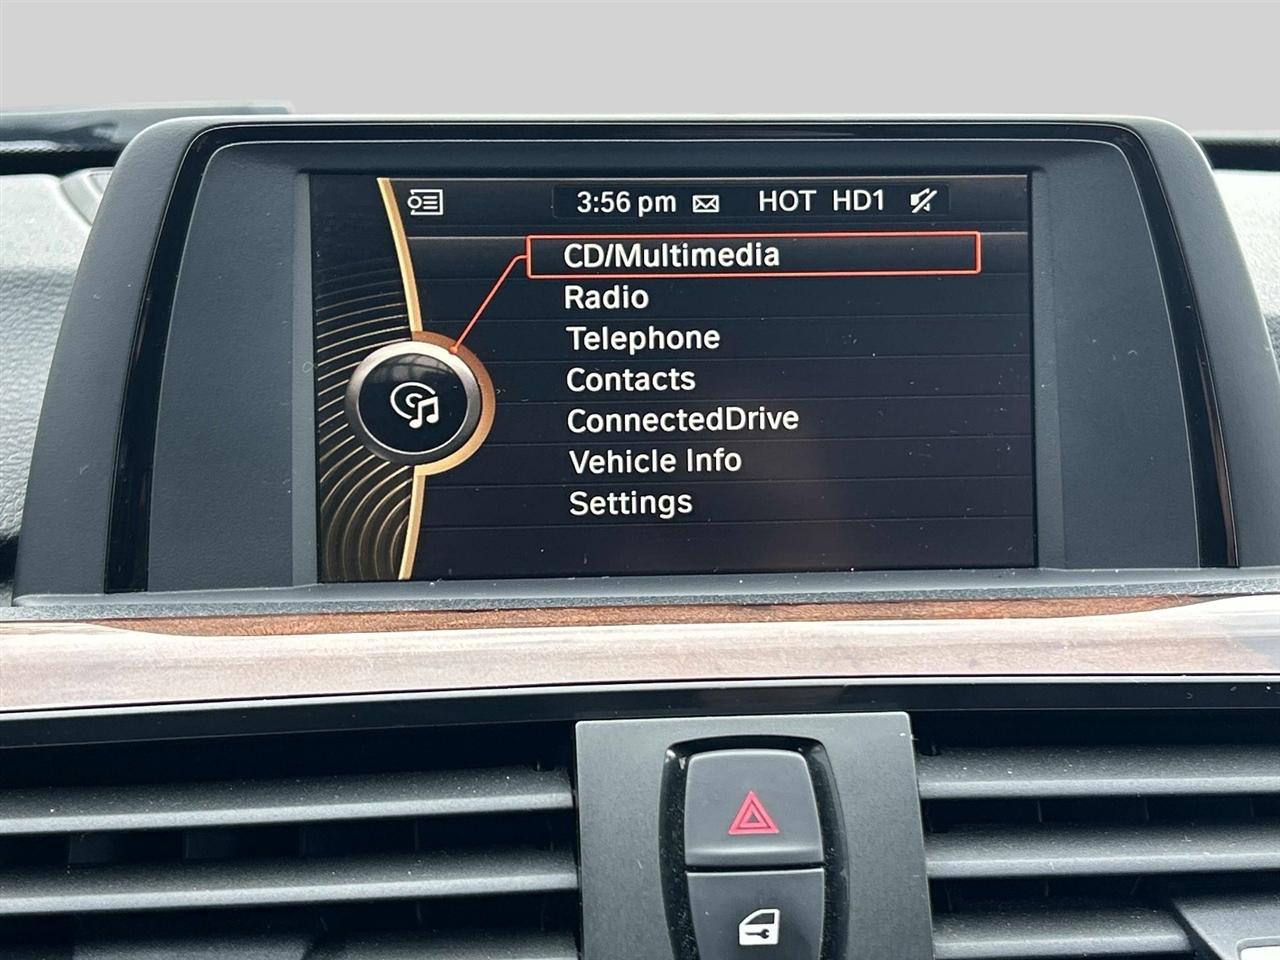 3:56 pm HOT HD1
CD/Multimedia
Radio
Telephone
Contacts
ConnectedDrive
Vehicle Info
Settings